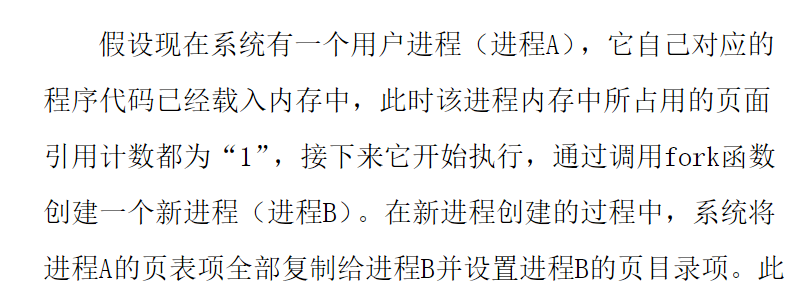 假设现在系统有一个用户进程（进程A），它自己对应的
程序代码已经载入内存中，此时该进程内存中所占用的页面
引用计数都为“1”，接下来它开始执行，通过调用fork函数
创建一个新进程（进程B）。在新进程创建的过程中，系统将
进程A的页表项全部复制给进程B并设置进程B的页目录项。此